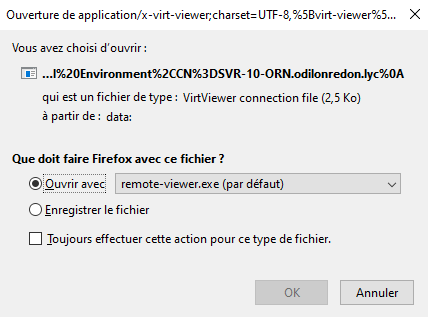 Ouverture de application/x-virt-viewer;charset=UTF-8,%5Bvirt-viewer%5...
Vous avez choisi d'ouvrir :
...l%20Environment%2CCN%3DSVR-10-ORN.odilonredon.lyc%0A
qui est un fichier de type : VirtViewer connection file (2,5 Ko)
à partir de : data:
Que doit faire Firefox avec ce fichier ?
Ouvrir avec remote-viewer.exe (par défaut)
Enregistrer le fichier
Toujours effectuer cette action pour ce type de fichier.
OK Annuler